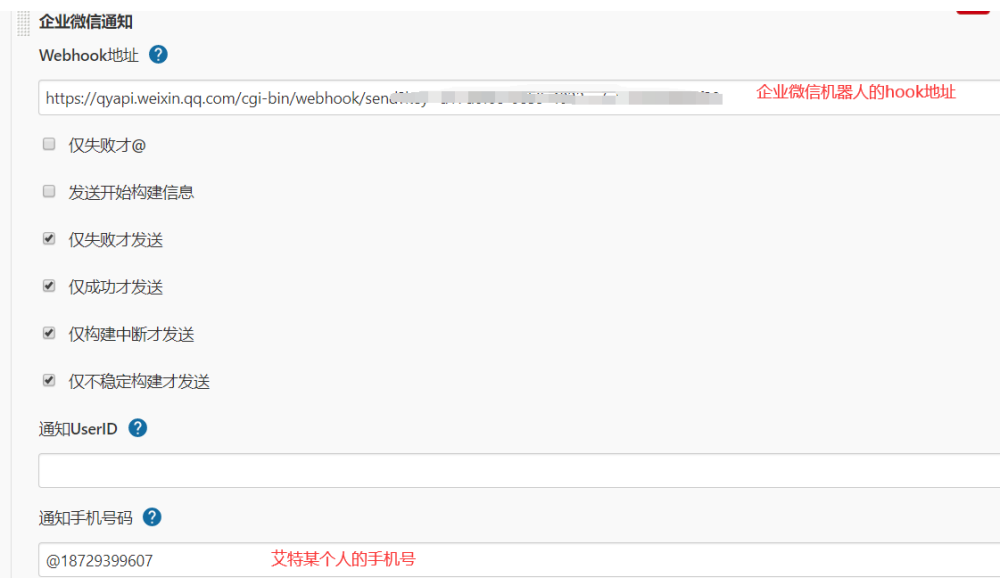 企业微信通知
Webhook地址 ?
https://qyapi.weixin.qq.com/cgi-bin/webhook/send 企业微信机器人的hook地址
仅失败才@
发送开始构建信息
仅失败才发送
仅成功才发送
仅构建中断才发送
仅不稳定构建才发送
通知UserID ?
通知手机号码 ?
@18729399607 艾特某个人的手机号